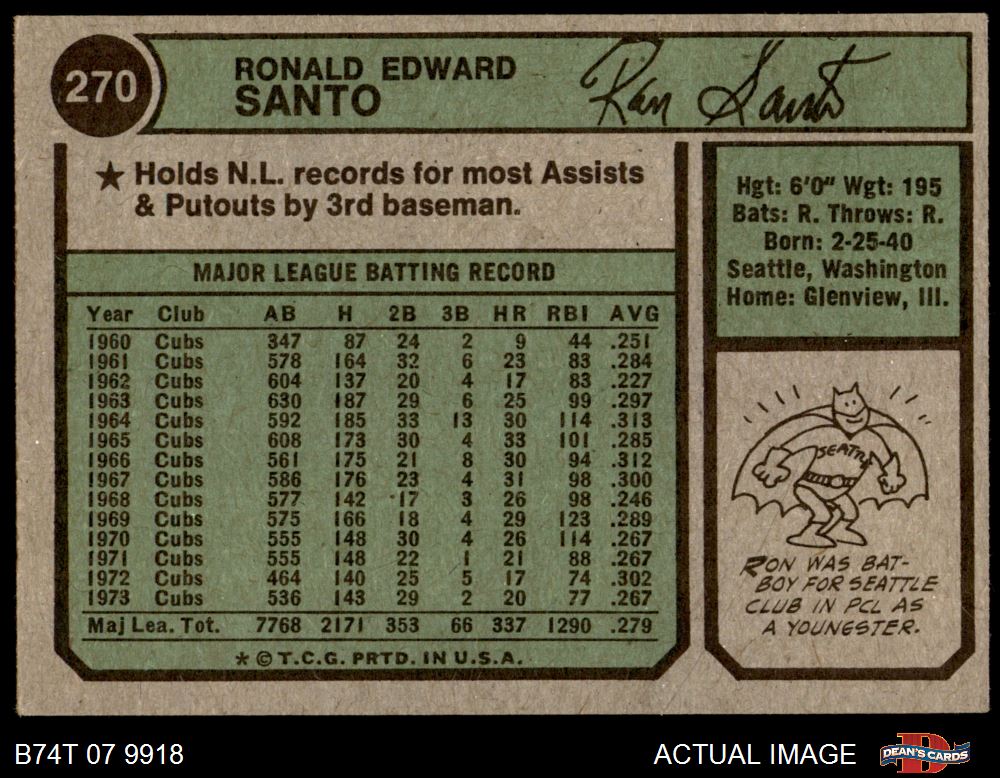 270
RONALD EDWARD
SANTO
Ron Santo
★ Holds N.L. records for most Assists
& Putouts by 3rd baseman.
MAJOR LEAGUE BATTING RECORD
Year Club AB H 2B 3B HR RBI AVG
1960 Cubs 347 87 24 2 9 44 .251
1961 Cubs 578 164 32 6 23 83 .284
1962 Cubs 604 137 20 4 17 83 .227
1963 Cubs 630 187 29 6 25 99 .297
1964 Cubs 592 185 33 13 30 114 .313
1965 Cubs 608 173 30 4 33 101 .285
1966 Cubs 561 175 21 8 30 94 .312
1967 Cubs 586 176 23 4 31 98 .300
1968 Cubs 577 142 17 3 26 98 .246
1969 Cubs 575 166 18 4 29 123 .289
1970 Cubs 555 148 30 4 26 114 .267
1971 Cubs 555 148 22 1 21 88 .267
1972 Cubs 464 140 25 5 17 74 .302
1973 Cubs 536 143 29 2 20 77 .267
Maj Lea. Tot. 7768 2171 353 66 337 1290 .279
* © T.C.G. PRTD. IN U.S.A.
Hgt: 6'0" Wgt: 195
Bats: R. Throws: R.
Born: 2-25-40
Seattle, Washington
Home: Glenview, Ill.
SEATTLE
RON WAS BAT-
BOY FOR SEATTLE
CLUB IN PCL AS
A YOUNGSTER.
B74T 07 9918
ACTUAL IMAGE
DEAN'S CARDS